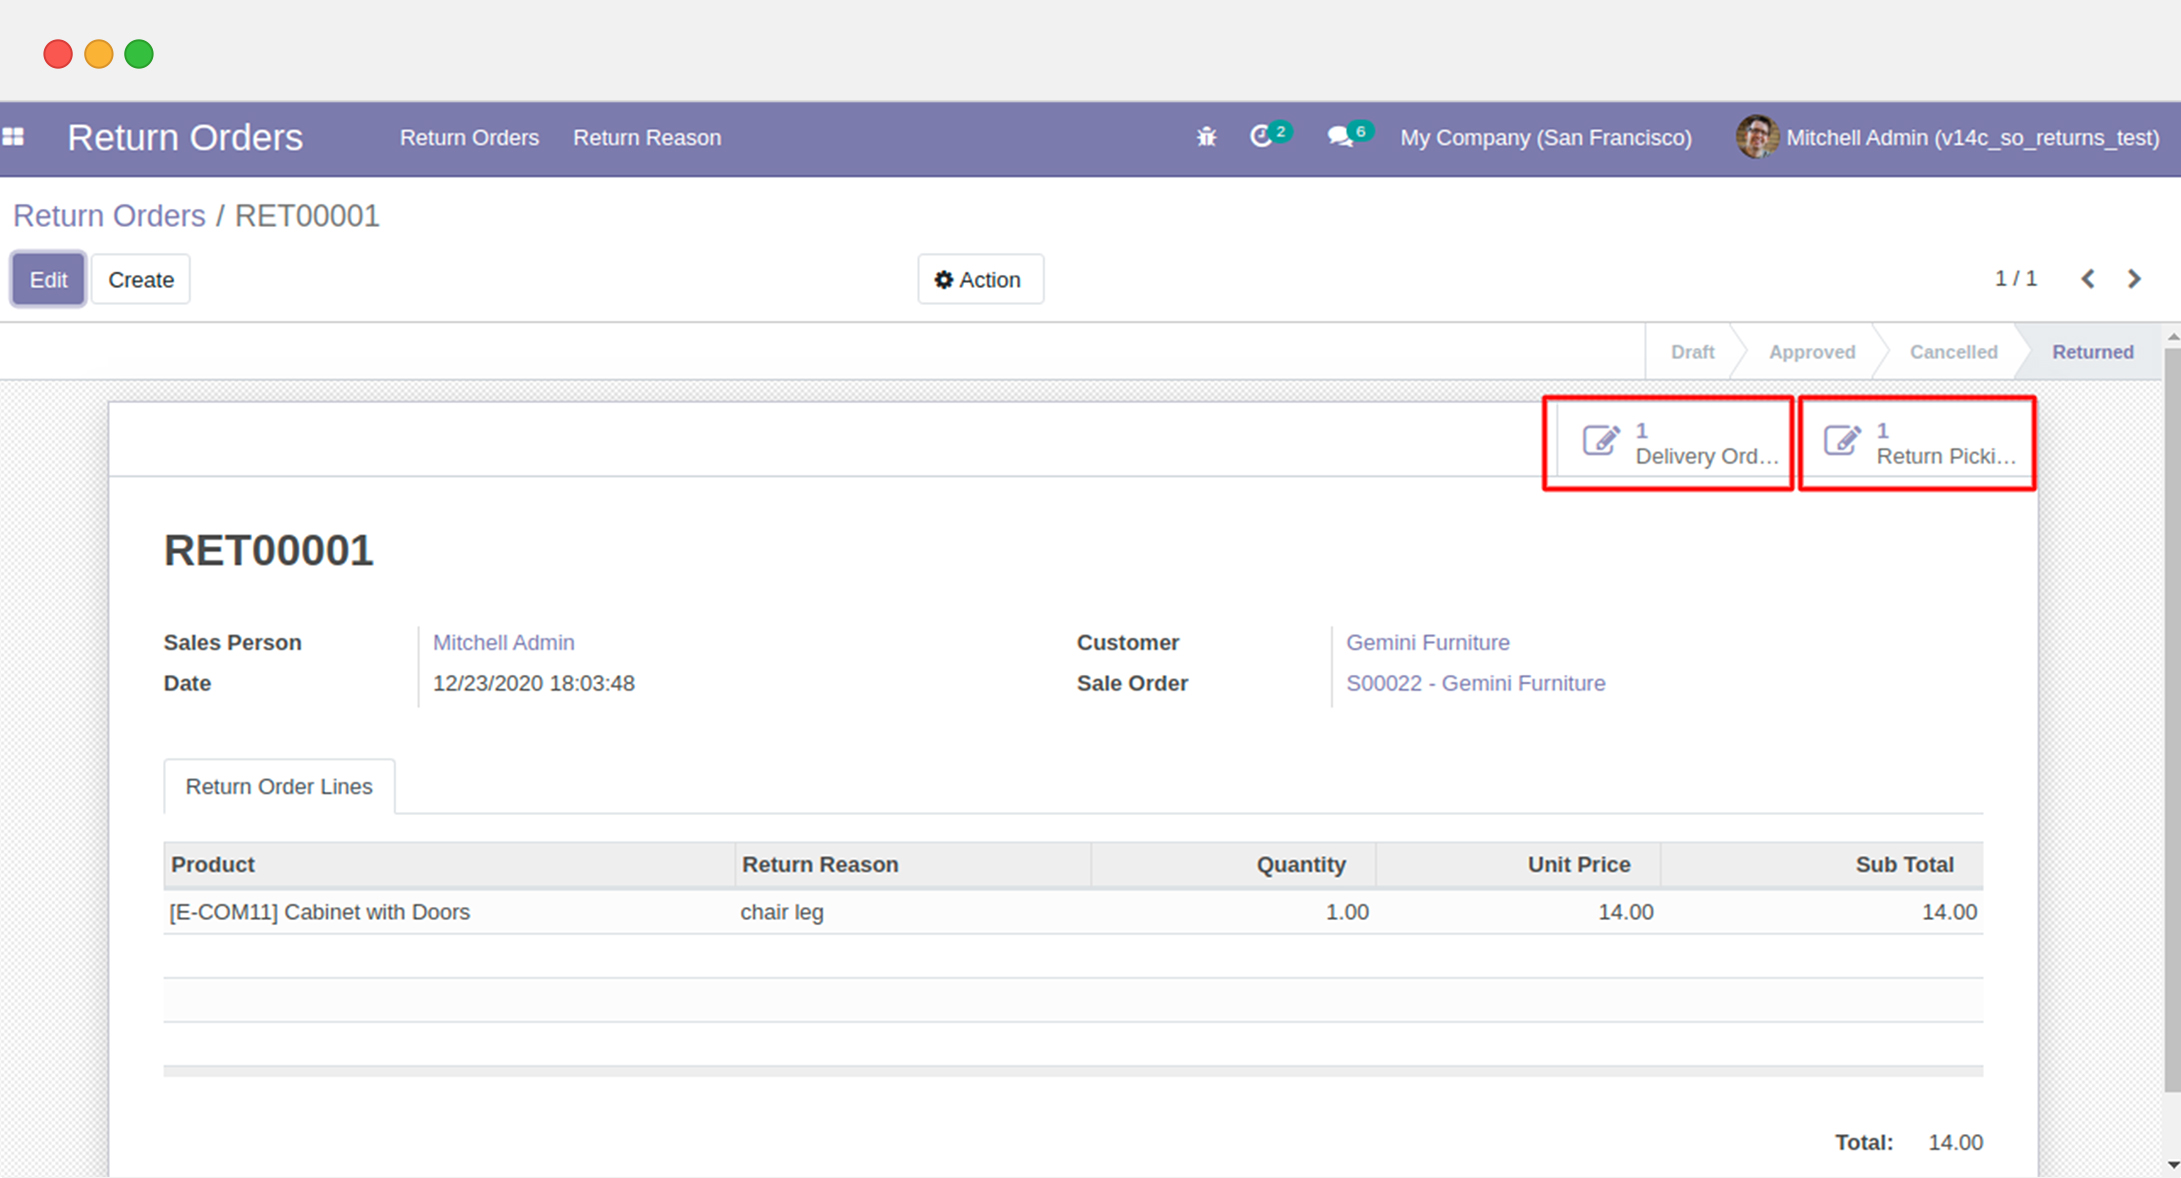 Return Orders Return Orders Return Reason 2 6 My Company (San Francisco) Mitchell Admin (v14c_so_returns_test)
Return Orders / RET00001
Edit Create Action 1 / 1
Draft Approved Cancelled Returned
1 Delivery Ord...
1 Return Picki...
RET00001
Sales Person Mitchell Admin Customer Gemini Furniture
Date 12/23/2020 18:03:48 Sale Order S00022 - Gemini Furniture
Return Order Lines
Product Return Reason Quantity Unit Price Sub Total
[E-COM11] Cabinet with Doors chair leg 1.00 14.00 14.00
Total: 14.00